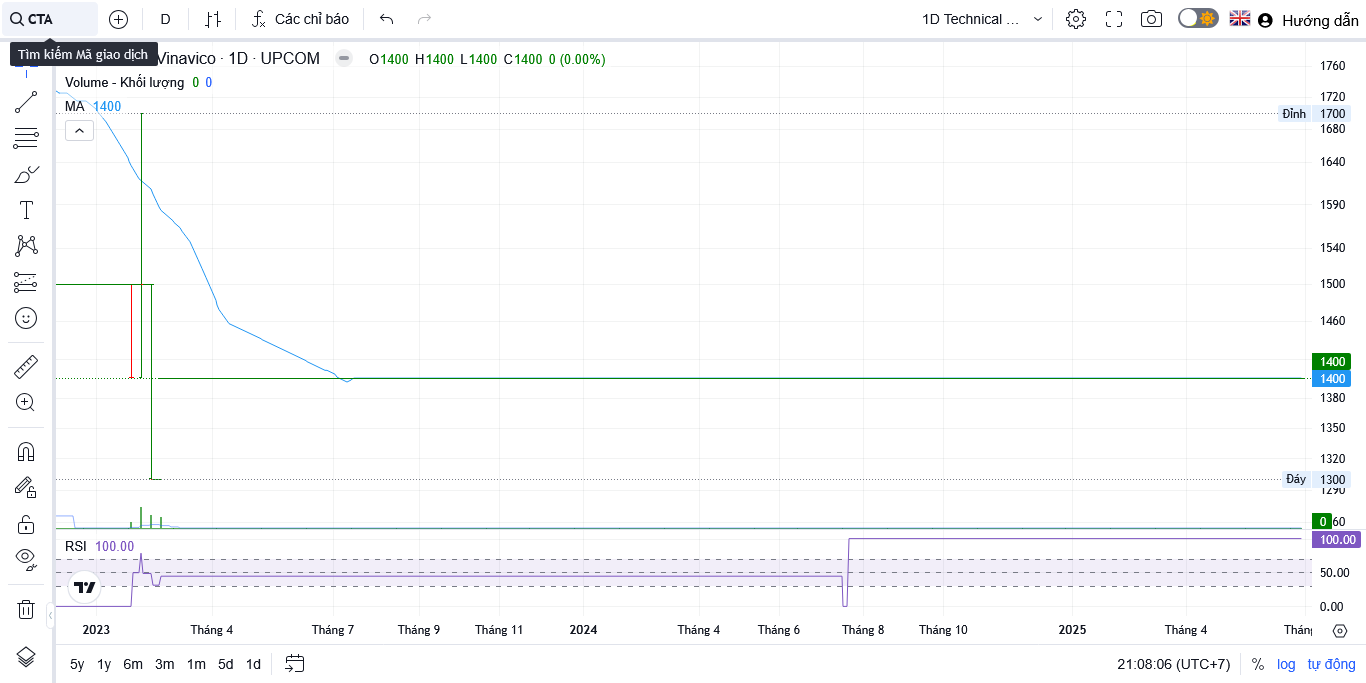 CTA D Các chỉ báo 1D Technical ... Hướng dẫn
Tìm kiếm Mã giao dịch
Vinavico · 1D · UPCOM O1400 H1400 L1400 C1400 0 (0.00%)
Volume - Khối lượng 0 0
MA 1400
1760
1720
Đỉnh 1700
1680
1640
1590
1540
1500
1460
1400
1400
1380
1350
1320
Đáy 1300
1290
0 60
RSI 100.00
100.00
50.00
0.00
2023 Tháng 4 Tháng 7 Tháng 9 Tháng 11 2024 Tháng 4 Tháng 6 Tháng 8 Tháng 10 2025 Tháng 4
5y 1y 6m 3m 1m 5d 1d 21:08:06 (UTC+7) % log tự động